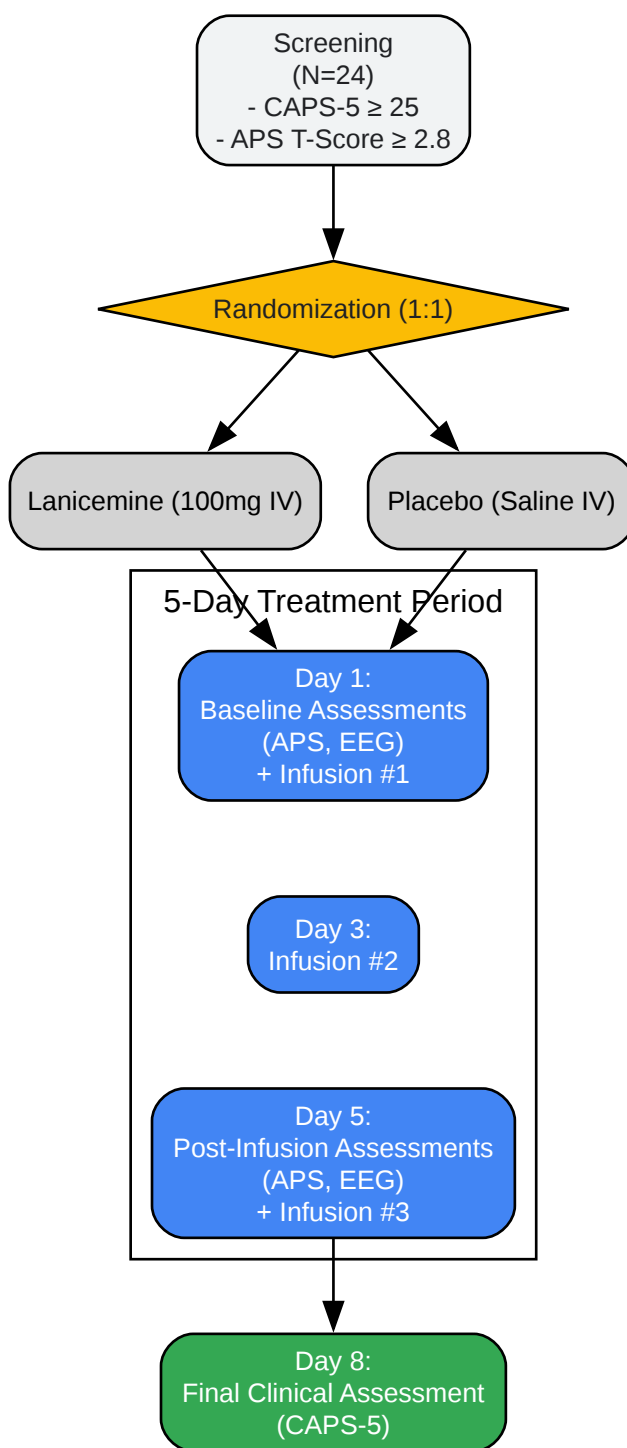 Screening
(N=24)
- CAPS-5 ≥ 25
- APS T-Score ≥ 2.8
Randomization (1:1)
Lanicemine (100mg IV)
Placebo (Saline IV)
5-Day Treatment Period
Day 1:
Baseline Assessments
(APS, EEG)
+ Infusion #1
Day 3:
Infusion #2
Day 5:
Post-Infusion Assessments
(APS, EEG)
+ Infusion #3
Day 8:
Final Clinical Assessment
(CAPS-5)